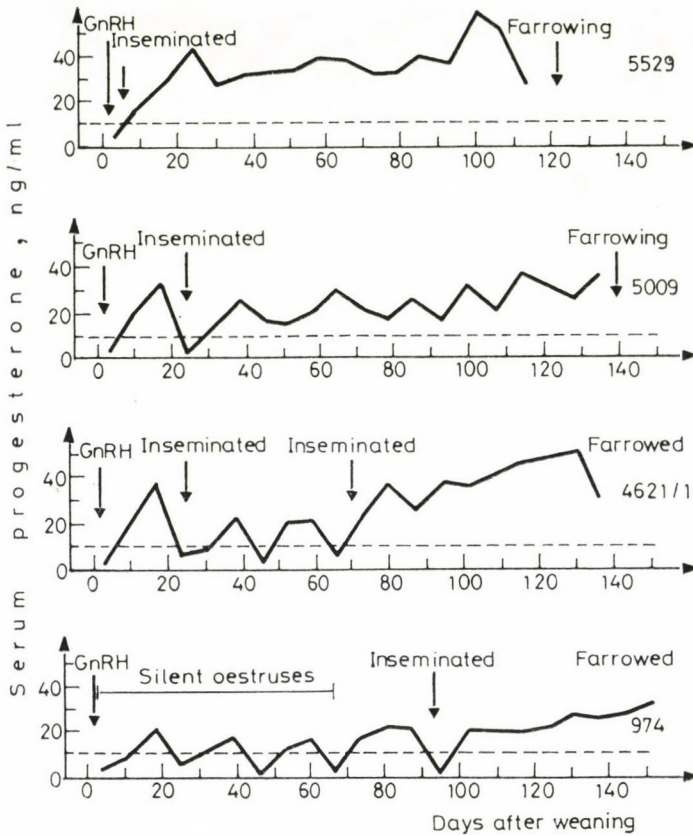 Serum progesterone, ng/ml
GnRH
Inseminated
Farrowing
5529
40
20
0
0 20 40 60 80 100 120 140
GnRH
Inseminated
Farrowing
5009
40
20
0
0 20 40 60 80 100 120 140
GnRH
Inseminated
Inseminated
Farrowed
4621/1
40
20
0
0 20 40 60 80 100 120 140
GnRH
Silent oestruses
Inseminated
Farrowed
974
40
20
0
0 20 40 60 80 100 120 140
Days after weaning